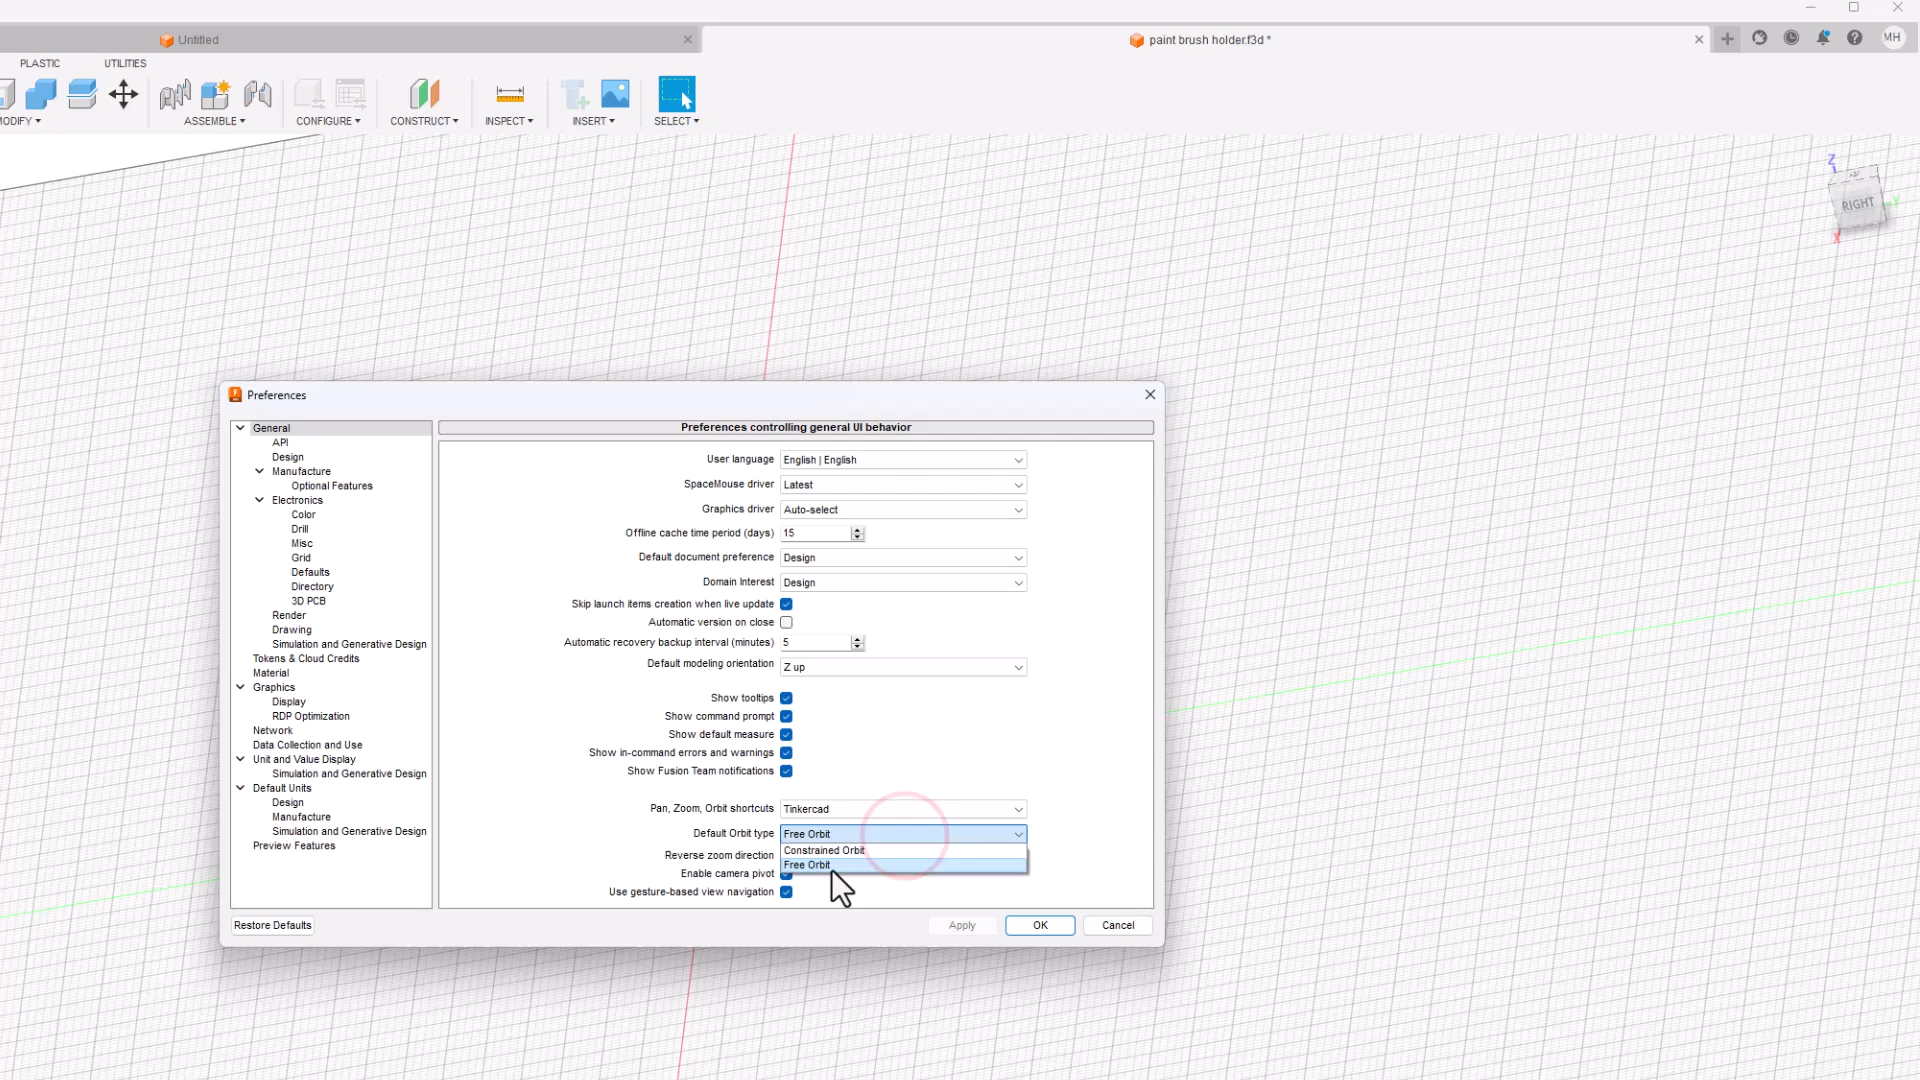 Untitled
paint brush holder.f3d *
MH
PLASTIC
UTILITIES
ODIFY
ASSEMBLE
CONFIGURE
CONSTRUCT
INSPECT
INSERT
SELECT
Z
RIGHT
Y
X
Preferences
General
API
Design
Manufacture
Optional Features
Electronics
Color
Drill
Misc
Grid
Defaults
Directory
3D PCB
Render
Drawing
Simulation and Generative Design
Tokens & Cloud Credits
Material
Graphics
Display
RDP Optimization
Network
Data Collection and Use
Unit and Value Display
Simulation and Generative Design
Default Units
Design
Manufacture
Simulation and Generative Design
Preview Features
Preferences controlling general UI behavior
User language English | English
SpaceMouse driver Latest
Graphics driver Auto-select
Offline cache time period (days) 15
Default document preference Design
Domain Interest Design
Skip launch items creation when live update
Automatic version on close
Automatic recovery backup interval (minutes) 5
Default modeling orientation Z up
Show tooltips
Show command prompt
Show default measure
Show in-command errors and warnings
Show Fusion Team notifications
Pan, Zoom, Orbit shortcuts Tinkercad
Default Orbit type Free Orbit
Constrained Orbit
Reverse zoom direction
Free Orbit
Enable camera pivot
Use gesture-based view navigation
Restore Defaults
Apply
OK
Cancel